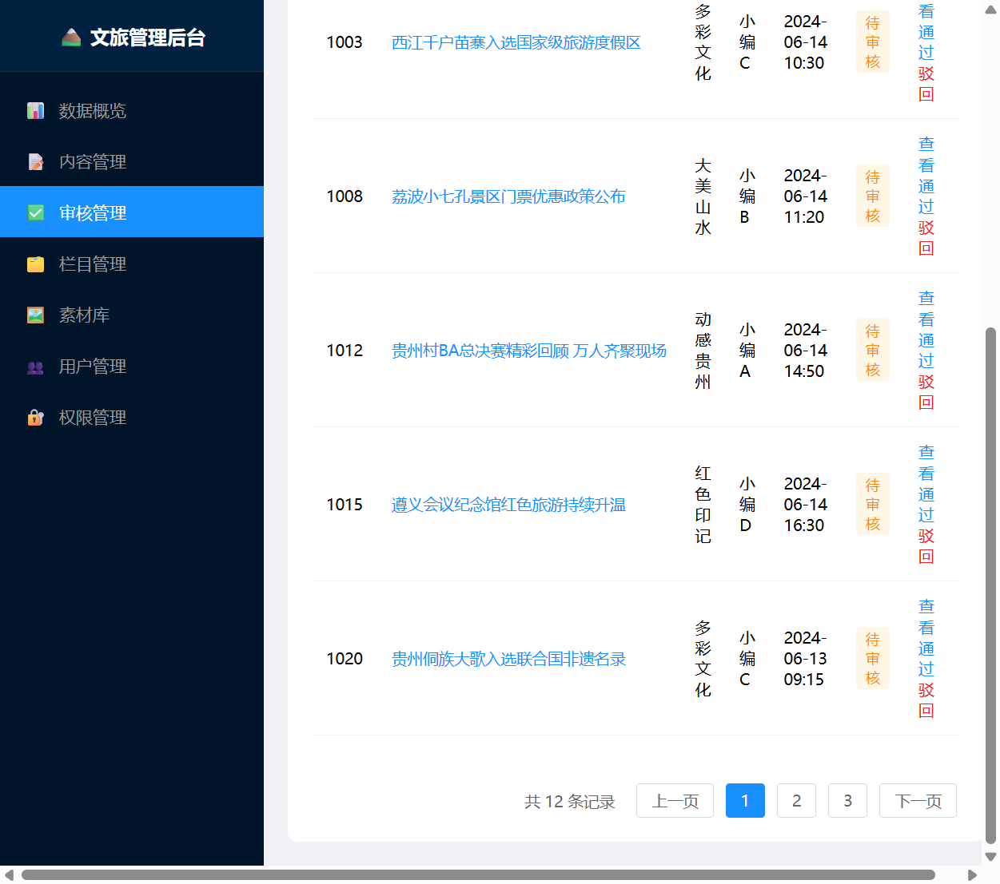 文旅管理后台
数据概览
内容管理
审核管理
栏目管理
素材库
用户管理
权限管理
1003
西江千户苗寨入选国家级旅游度假区
多
彩
文
化
小
编
C
2024-
06-14
10:30
待
审
核
看
通
过
驳
回
1008
荔波小七孔景区门票优惠政策公布
大
美
山
水
小
编
B
2024-
06-14
11:20
待
审
核
查
看
通
过
驳
回
1012
贵州村BA总决赛精彩回顾 万人齐聚现场
动
感
贵
州
小
编
A
2024-
06-14
14:50
待
审
核
查
看
通
过
驳
回
1015
遵义会议纪念馆红色旅游持续升温
红
色
印
记
小
编
D
2024-
06-14
16:30
待
审
核
查
看
通
过
驳
回
1020
贵州侗族大歌入选联合国非遗名录
多
彩
文
化
小
编
C
2024-
06-13
09:15
待
审
核
查
看
通
过
驳
回
共 12 条记录
上一页
1
2
3
下一页